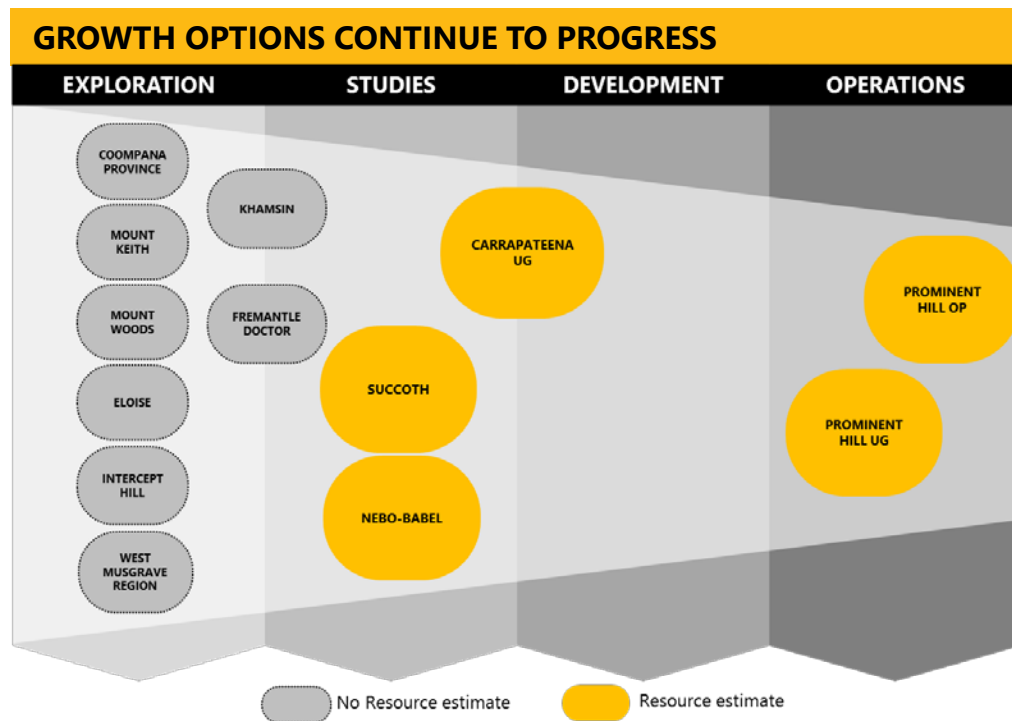 GROWTH OPTIONS CONTINUE TO PROGRESS
EXPLORATION
STUDIES
DEVELOPMENT
OPERATIONS
COOMPANA
PROVINCE
MOUNT
KEITH
MOUNT
WOODS
ELOISE
INTERCEPT
HILL
WEST
MUSGRAVE
REGION
KHAMSIN
FREMANTLE
DOCTOR
SUCCOTH
NEBO-BABEL
CARRAPATEENA
UG
PROMINENT
HILL OP
PROMINENT
HILL UG
No Resource estimate
Resource estimate